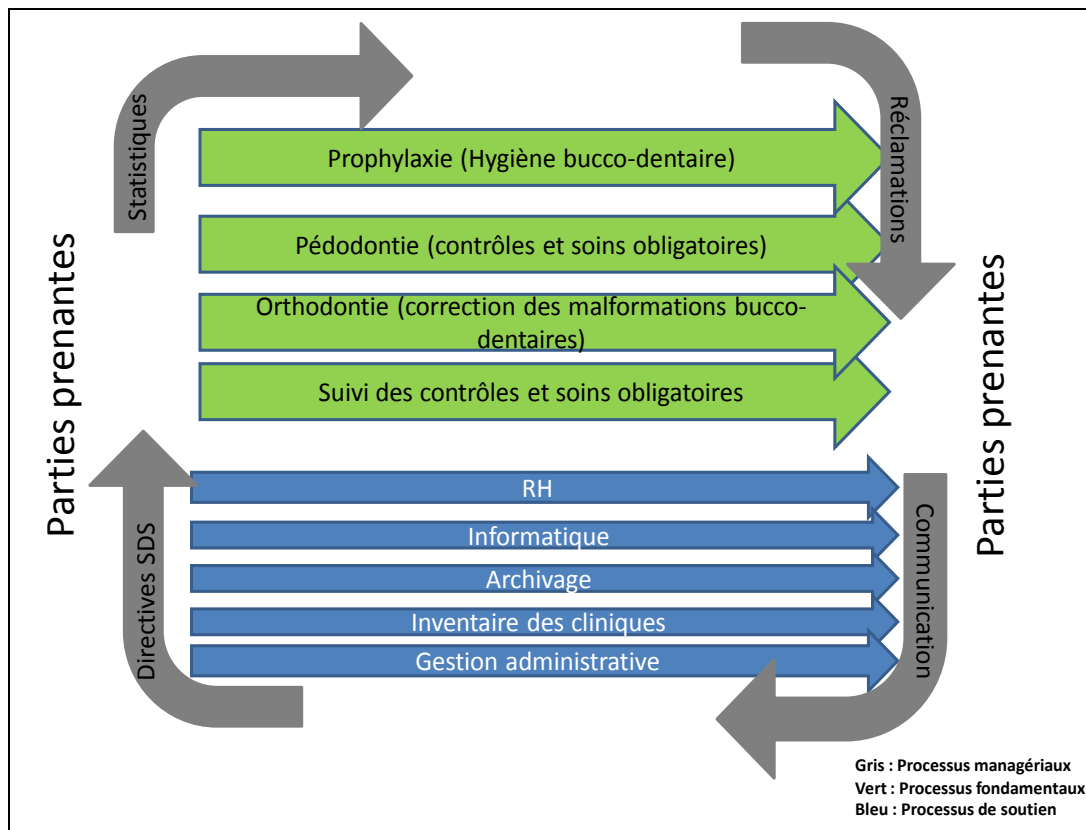 Statistiques
Réclamations
Prophylaxie (Hygiène bucco-dentaire)
Pédodontie (contrôles et soins obligatoires)
Orthodontie (correction des malformations bucco-
dentaires)
Suivi des contrôles et soins obligatoires
Parties prenantes
Parties prenantes
RH
Informatique
Archivage
Inventaire des cliniques
Gestion administrative
Directives SDS
Communication
Gris : Processus managériaux
Vert : Processus fondamentaux
Bleu : Processus de soutien